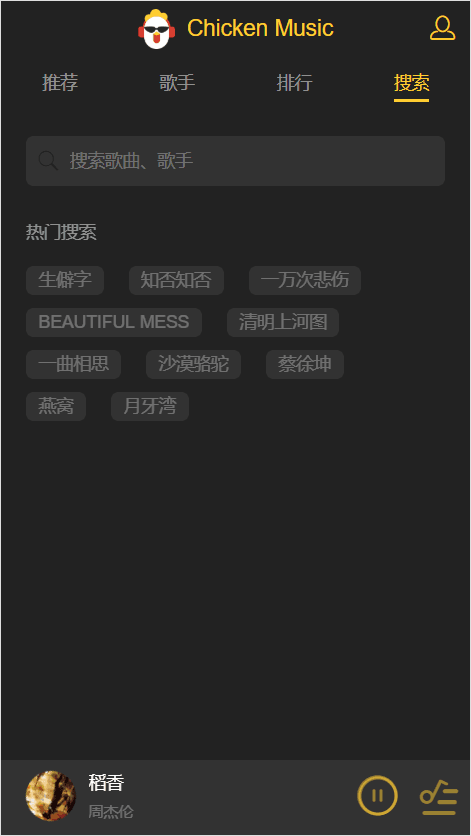 Chicken Music
推荐 歌手 排行 搜索
搜索歌曲、歌手
热门搜索
生僻字 知否知否 一万次悲伤
BEAUTIFUL MESS 清明上河图
一曲相思 沙漠骆驼 蔡徐坤
燕窝 月牙湾
稻香
周杰伦